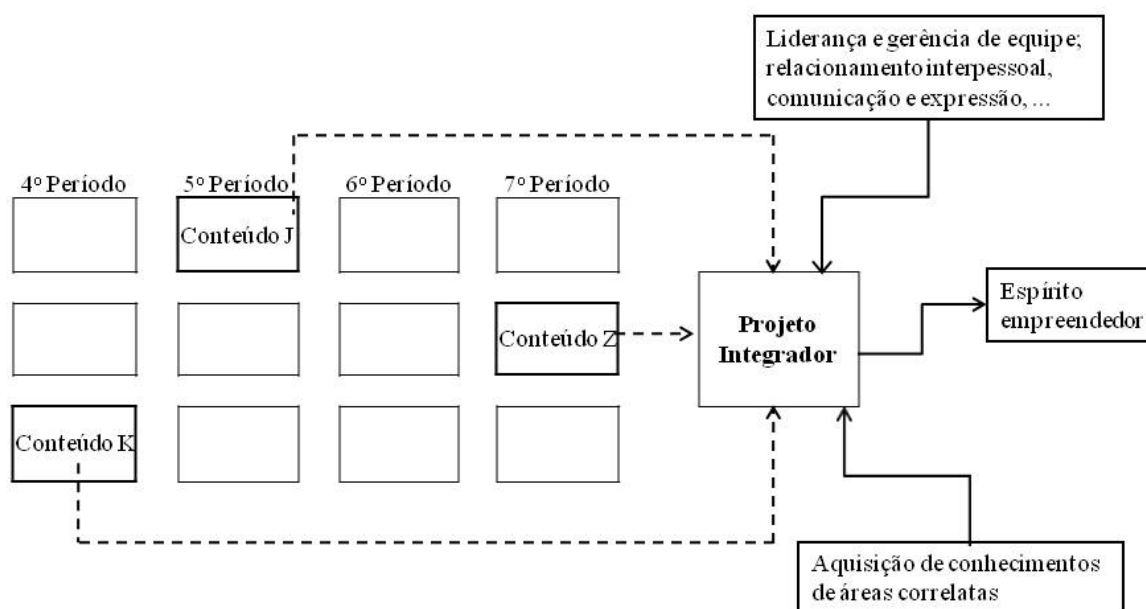 Liderança e gerência de equipe;
relacionamento interpessoal,
comunicação e expressão, ...
4º Período
5º Período
6º Período
7º Período
Conteúdo J
Conteúdo Z
Conteúdo K
Projeto
Integrador
Espírito
empreendedor
Aquisição de conhecimentos
de áreas correlatas